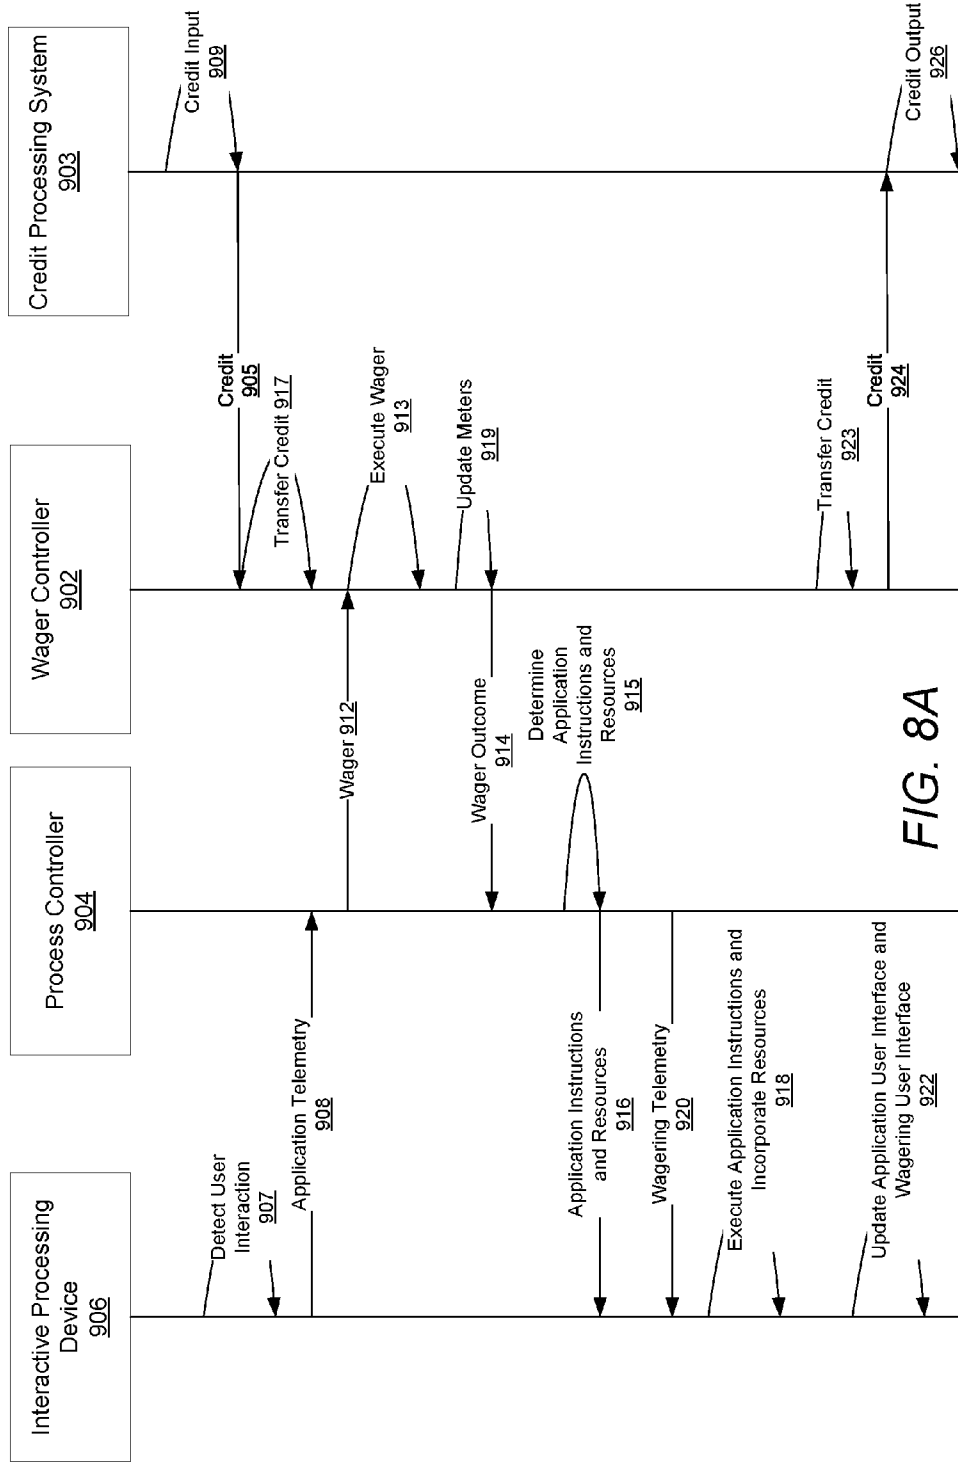 Interactive Processing
Device
906
Process Controller
904
Wager Controller
902
Credit Processing System
903
Credit Input
909
Detect User
Interaction
907
Credit
905
Transfer Credit 917
Application Telemetry
908
Wager 912
Execute Wager
913
Update Meters
919
Wager Outcome
914
Determine
Application
Instructions and
Resources
915
Application Instructions
and Resources
916
Wagering Telemetry
920
Execute Application Instructions and
Incorporate Resources
918
Transfer Credit
923
Update Application User Interface and
Wagering User Interface
922
Credit
924
Credit Output
926
FIG. 8A